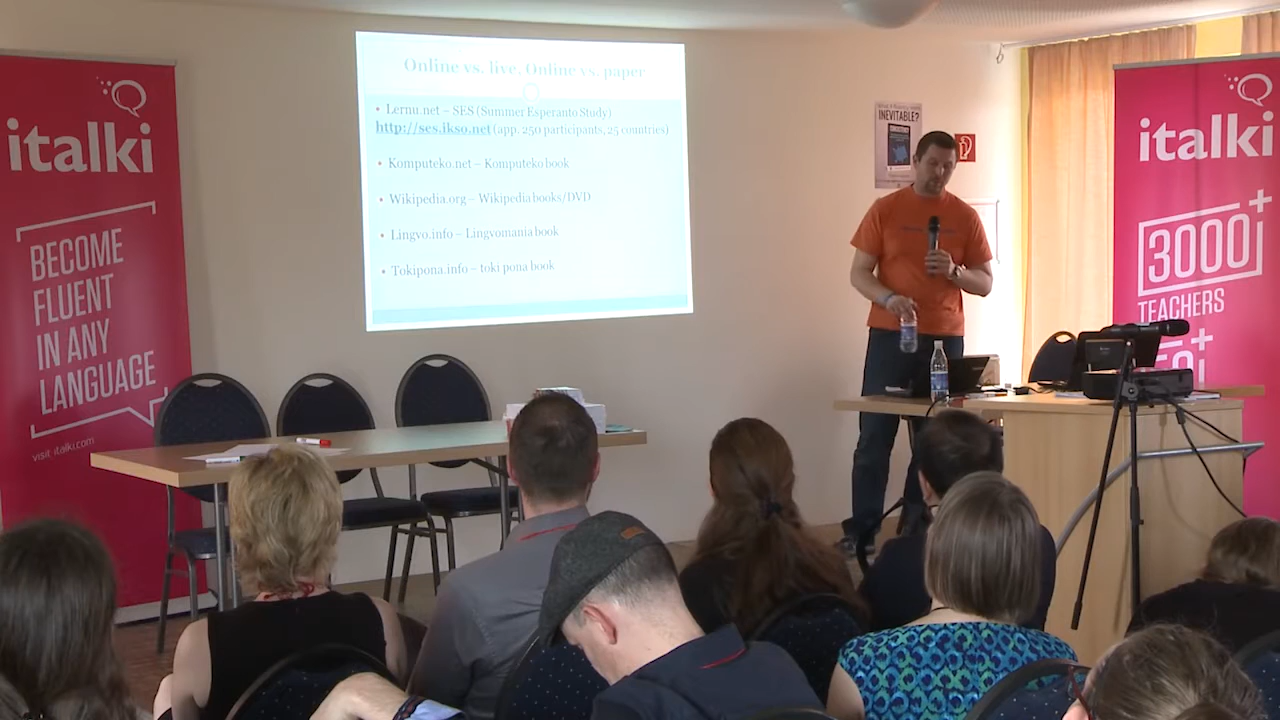 italki
BECOME
FLUENT
IN ANY
LANGUAGE
visit italki.com
Online vs. live, Online vs. paper
• Lernu.net – SES (Summer Esperanto Study)
http://ses.ikso.net (app. 250 participants, 25 countries)
• Komputeko.net – Komputeko book
• Wikipedia.org – Wikipedia books/DVD
• Lingvo.info – Lingvomania book
• Tokipona.info – toki pona book
INEVITABLE?
italki
3000+
TEACHERS